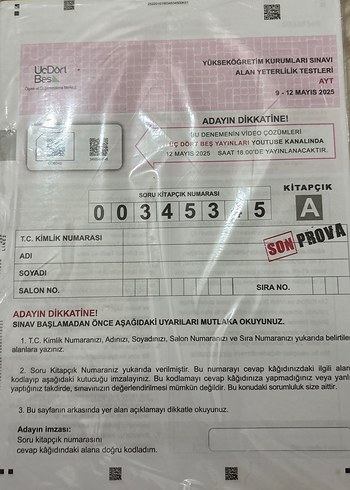 ÜçDört
Beş
YÜKSEKÖĞRETİM KURUMLARI SINAVI
ALAN YETERLİLİK TESTLERİ
AYT
9 - 12 MAYIS 2025
ADAYIN DİKKATİNE!
BU DENEMENİN VİDEO ÇÖZÜMLERİ
ÜÇ DÖRT BEŞ YAYINLARI YOUTUBE KANALINDA
12 MAYIS 2025 SAAT 18.00'DE YAYINLANACAKTIR.
SORU KİTAPÇIK NUMARASI
0 0 3 4 5 3 5
KİTAPÇIK
A
T.C. KİMLİK NUMARASI
ADI
SOYADI
SALON NO.
SIRA NO.
SON PROVA
ADAYIN DİKKATİNE!
SINAV BAŞLAMADAN ÖNCE AŞAĞIDAKİ UYARILARI MUTLAKA OKUYUNUZ.
1. T.C. Kimlik Numaranızı, Adınızı, Soyadınızı, Salon Numaranızı ve Sıra Numaranızı yukarıda belirtile
alanlara yazınız.
2. Soru Kitapçık Numaranız yukarıda verilmiştir. Bu numarayı cevap kâğıdınızdaki ilgili alan
kodlayıp aşağıdaki kutucuğu imzalayınız. Bu kodlamayı cevap kâğıdınıza yapmadığınız veya yanlı
yaptığınız takdirde, sınavınızın değerlendirilmesi mümkün değildir. Bu konudaki sorumluluk size aittir.
3. Bu sayfanın arkasında yer alan açıklamayı dikkatle okuyunuz.
Adayın imzası:
Soru kitapçık numarasını
cevap kâğıdındaki alana doğru kodladım.